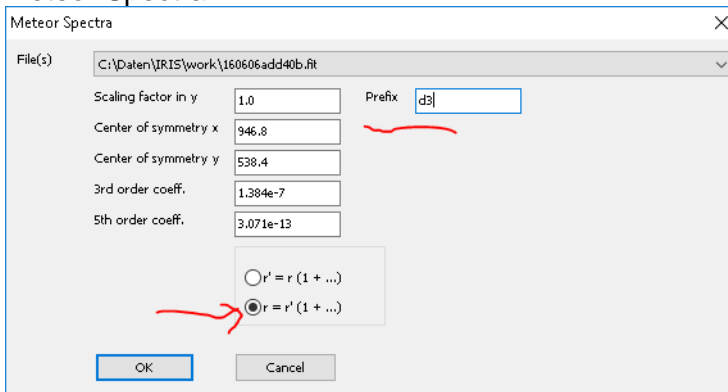 Meteor Spectra
File(s) C:\Daten\IRIS\work\160606add40b.fit
Scaling factor in y 1.0 Prefix d3
Center of symmetry x 946.8
Center of symmetry y 538.4
3rd order coeff. 1.384e-7
5th order coeff. 3.071e-13
r' = r (1 + ...)
r = r' (1 + ...)
OK Cancel